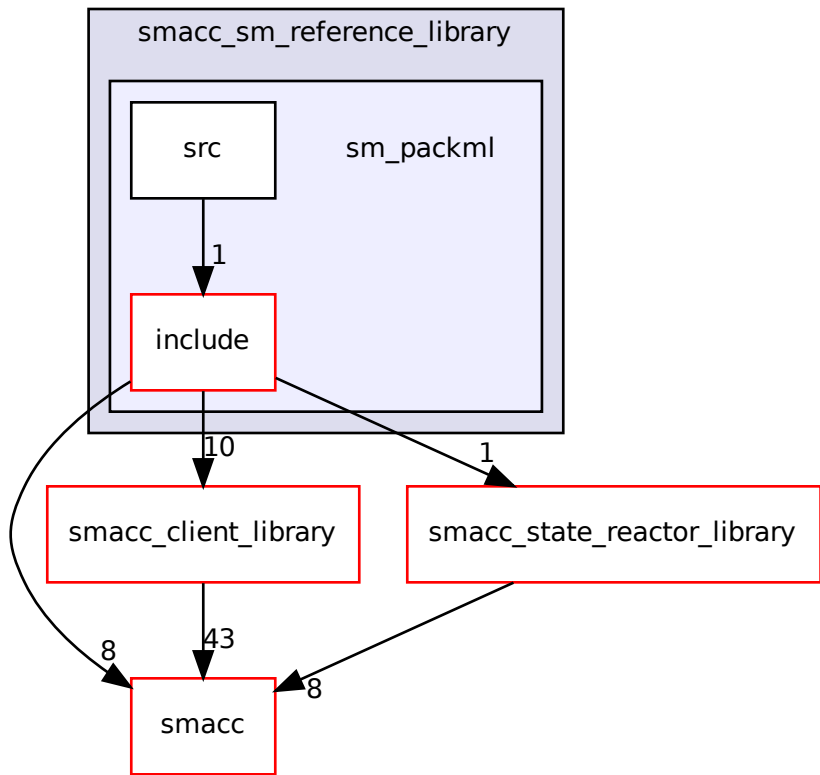 smacc_sm_reference_library
src
sm_packml
1
include
10
1
smacc_client_library
smacc_state_reactor_library
8
43
8
smacc